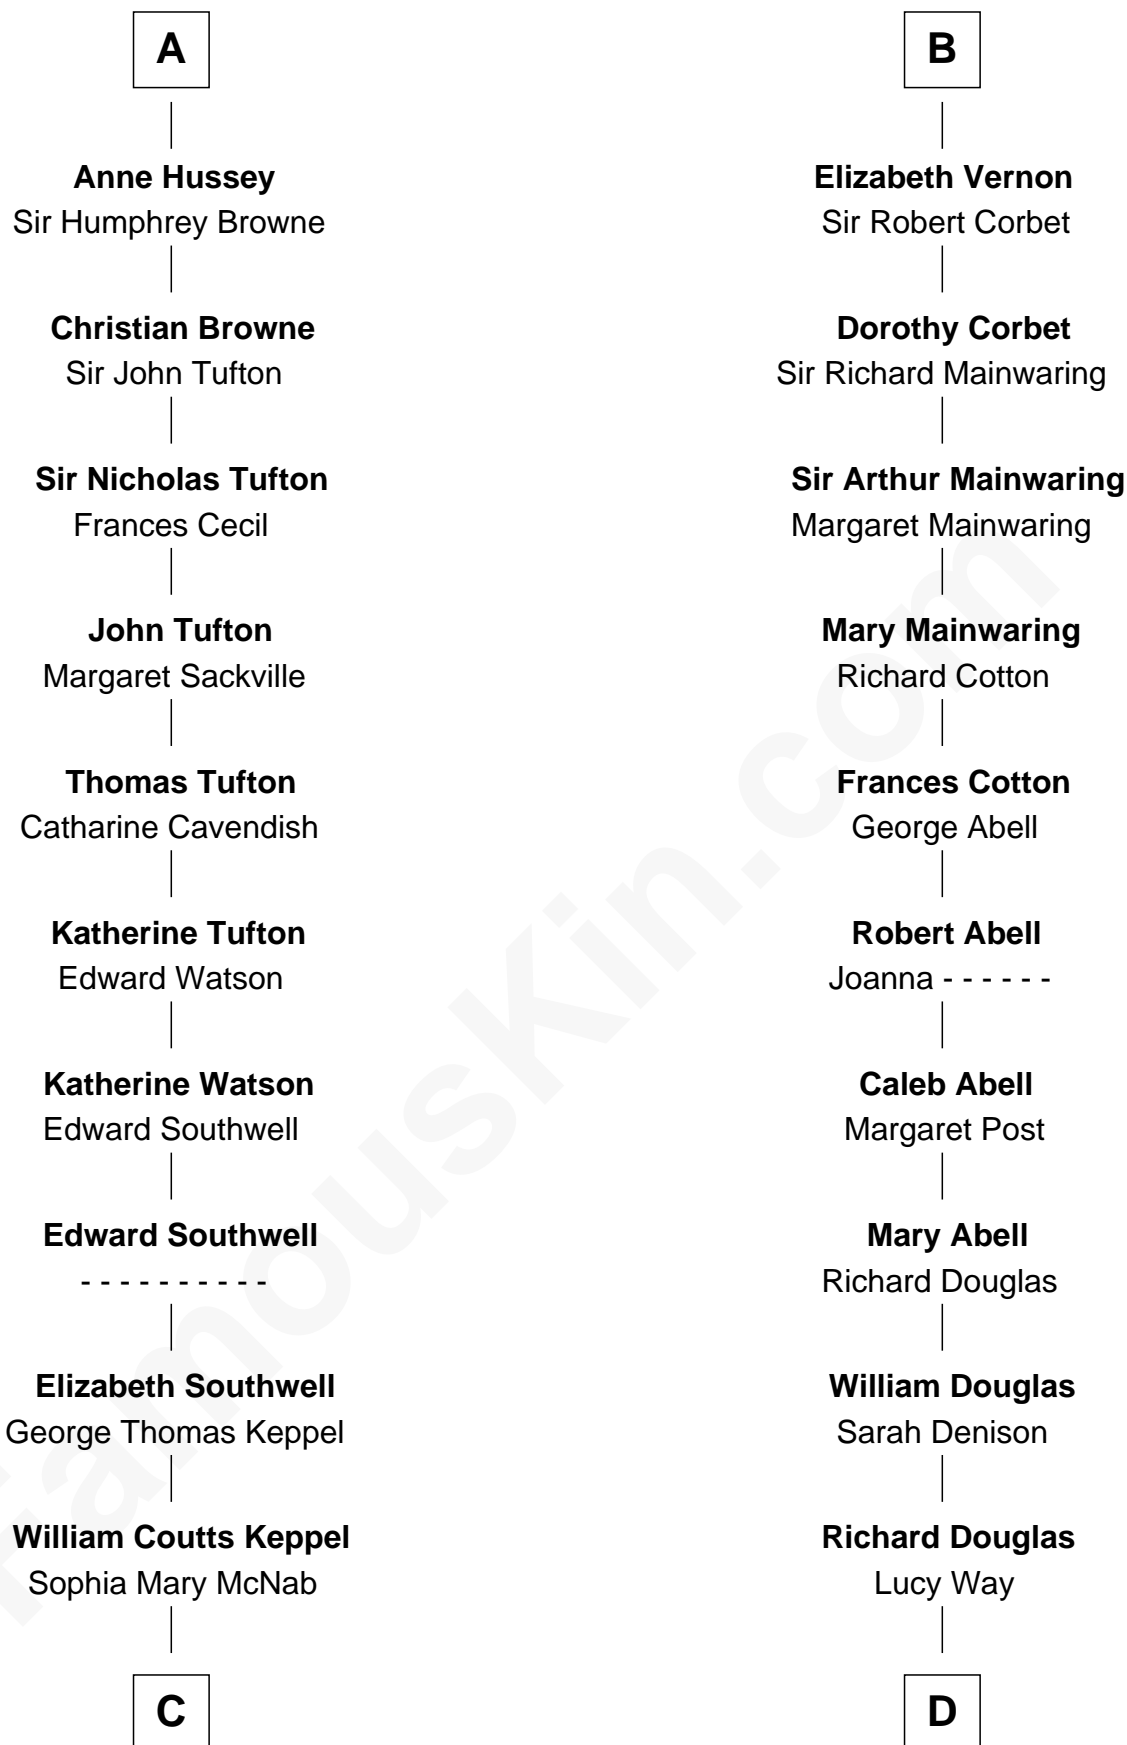 A
Anne Hussey
Sir Humphrey Browne
Christian Browne
Sir John Tufton
Sir Nicholas Tufton
Frances Cecil
John Tufton
Margaret Sackville
Thomas Tufton
Catharine Cavendish
Katherine Tufton
Edward Watson
Katherine Watson
Edward Southwell
Edward Southwell
- - - - - - - - - -
Elizabeth Southwell
George Thomas Keppel
William Coutts Keppel
Sophia Mary McNab
C
B
Elizabeth Vernon
Sir Robert Corbet
Dorothy Corbet
Sir Richard Mainwaring
Sir Arthur Mainwaring
Margaret Mainwaring
Mary Mainwaring
Richard Cotton
Frances Cotton
George Abell
Robert Abell
Joanna - - - - - -
Caleb Abell
Margaret Post
Mary Abell
Richard Douglas
William Douglas
Sarah Denison
Richard Douglas
Lucy Way
D
FamousKin.com